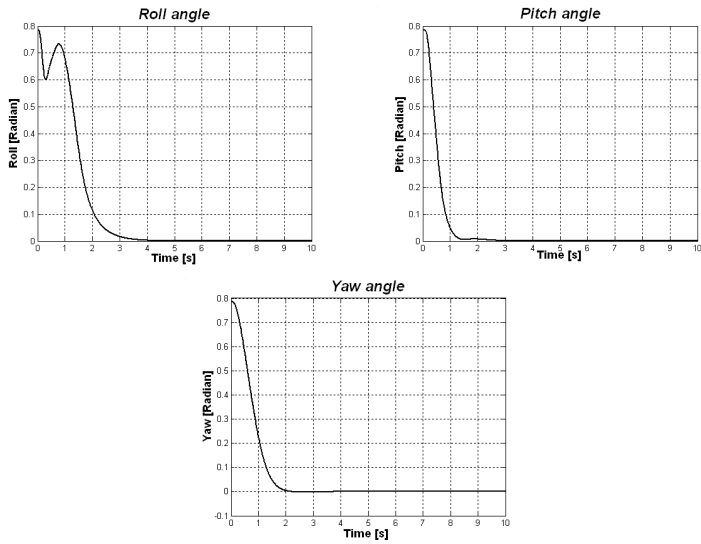 Roll angle
Roll [Radian]
0.8
0.7
0.6
0.5
0.4
0.3
0.2
0.1
0
0 1 2 3 4 5 6 7 8 9 10
Time [s]
Pitch angle
Pitch [Radian]
0.8
0.7
0.6
0.5
0.4
0.3
0.2
0.1
0
0 1 2 3 4 5 6 7 8 9 10
Time [s]
Yaw angle
Yaw [Radian]
0.8
0.7
0.6
0.5
0.4
0.3
0.2
0.1
0
-0.1
0 1 2 3 4 5 6 7 8 9 10
Time [s]